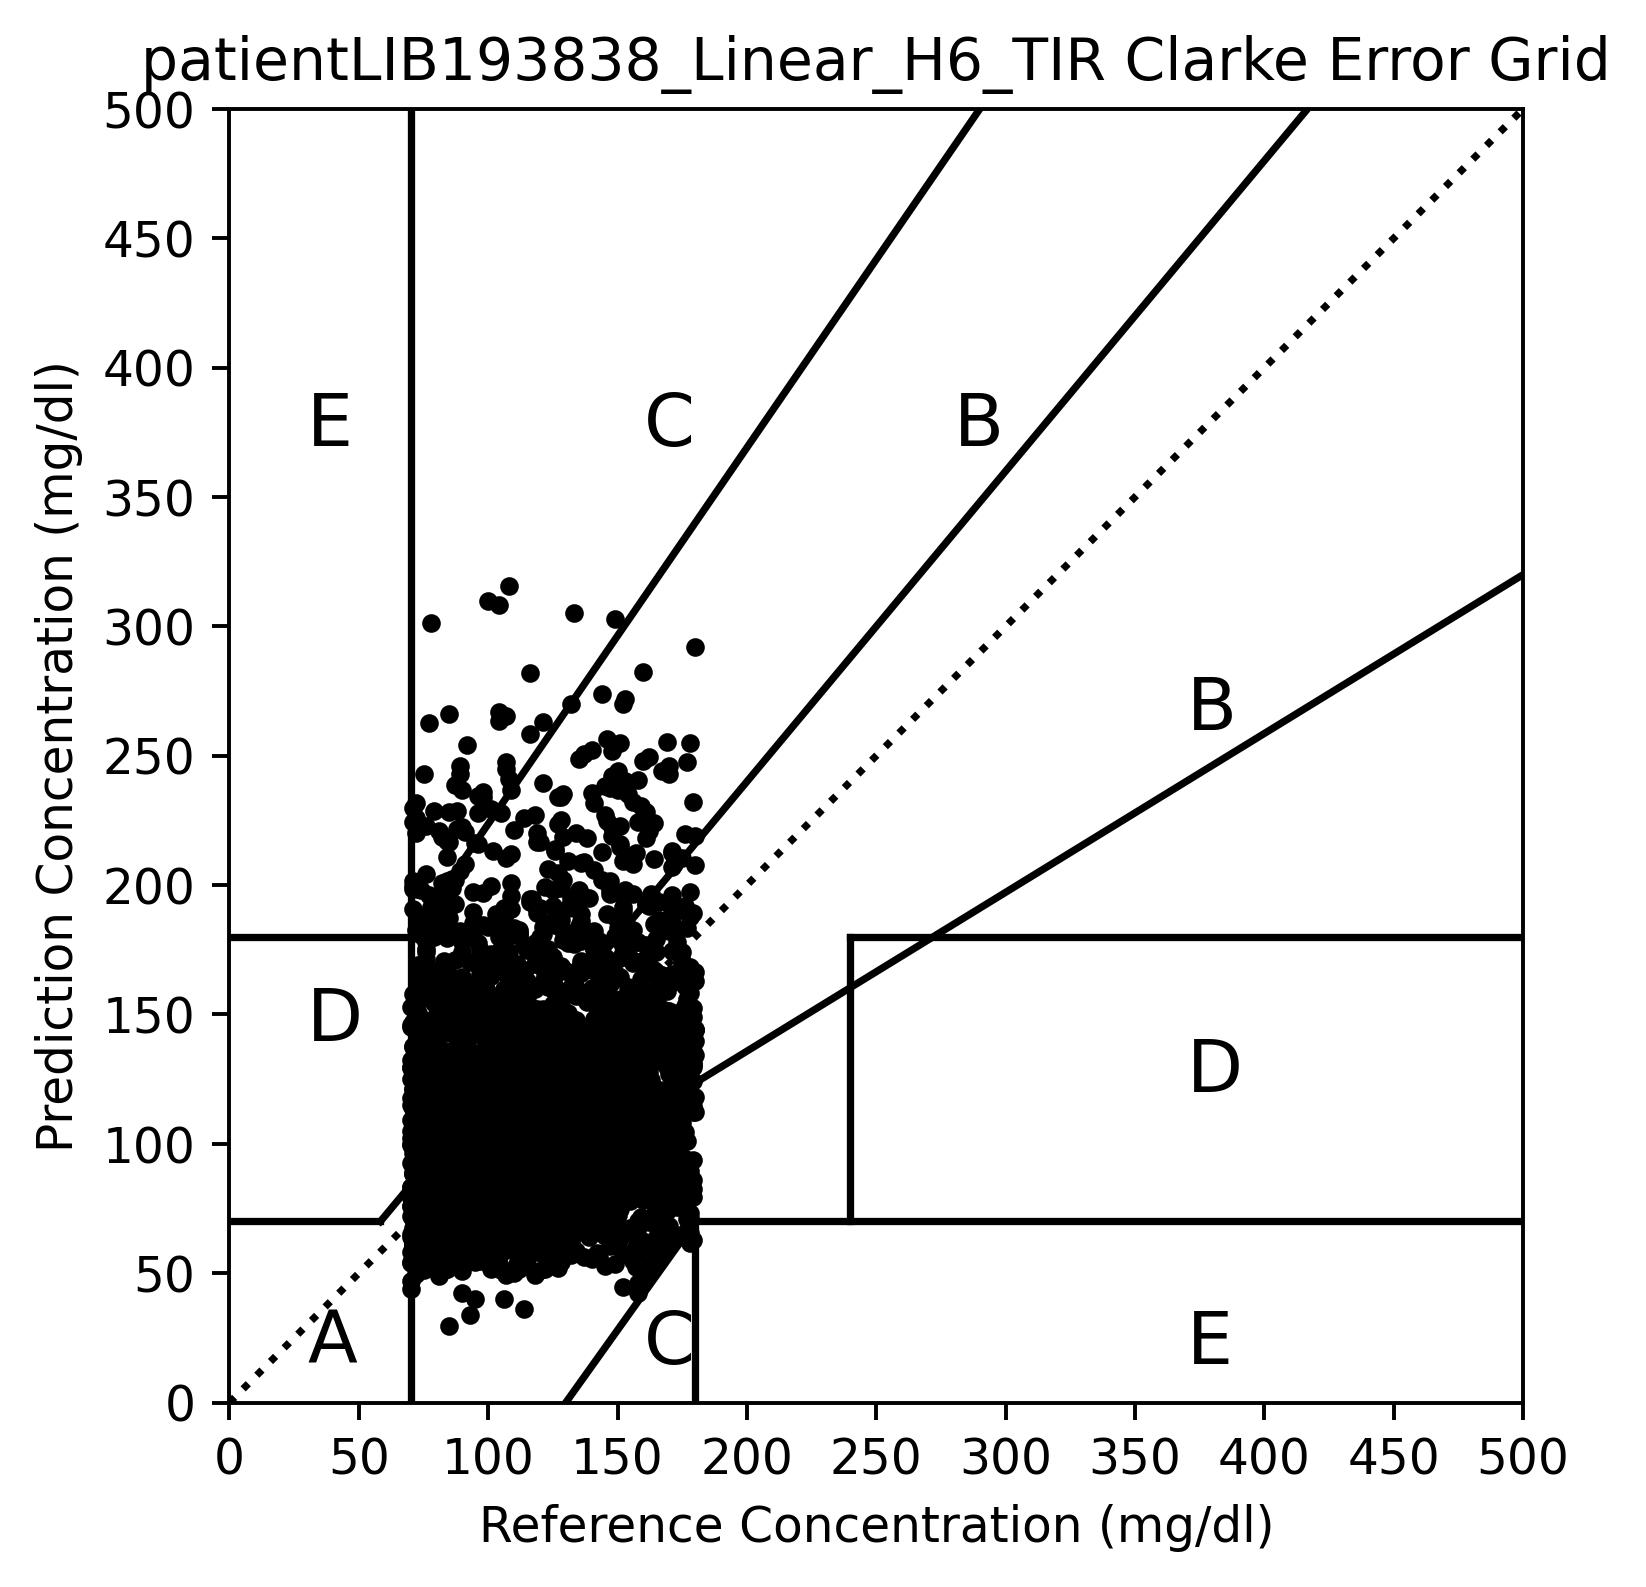 patientLIB193838_Linear_H6_TIR Clarke Error Grid
500
450
400
350
300
250
200
150
100
50
0
Prediction Concentration (mg/dl)
E
C
B
B
D
D
A
C
E
0 50 100 150 200 250 300 350 400 450 500
Reference Concentration (mg/dl)